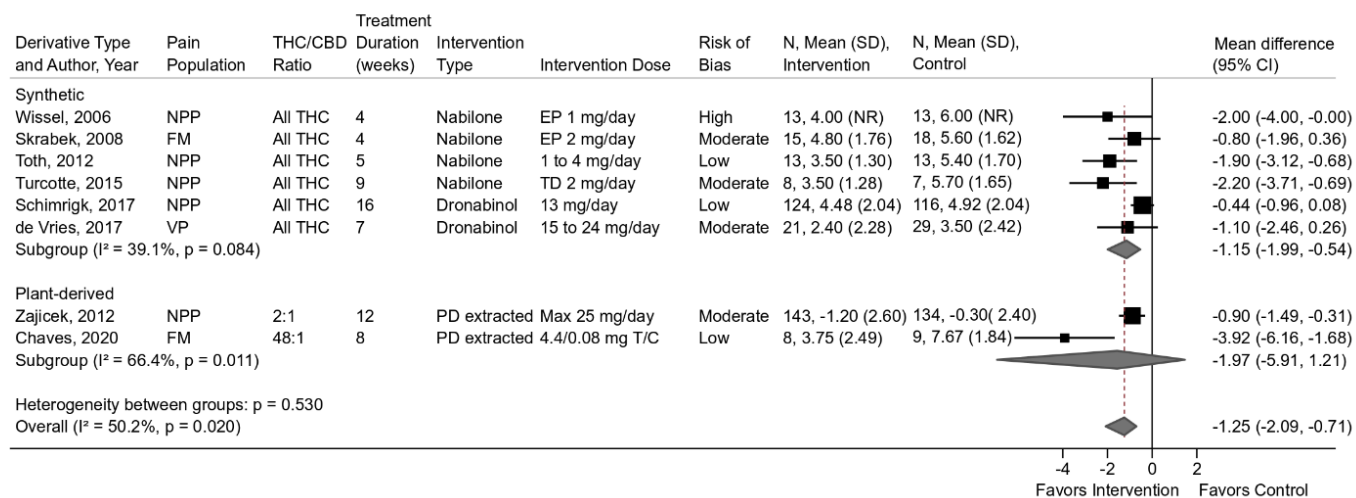 Treatment
Derivative Type Pain THC/CBD Duration Intervention Risk of N, Mean (SD), N, Mean (SD), Mean difference
and Author, Year Population Ratio (weeks) Type Intervention Dose Bias Intervention Control (95% CI)
Synthetic
Wissel, 2006 NPP All THC 4 Nabilone EP 1 mg/day High 13, 4.00 (NR) 13, 6.00 (NR) -2.00 (-4.00, -0.00)
Skrabek, 2008 FM All THC 4 Nabilone EP 2 mg/day Moderate 15, 4.80 (1.76) 18, 5.60 (1.62) -0.80 (-1.96, 0.36)
Toth, 2012 NPP All THC 5 Nabilone 1 to 4 mg/day Low 13, 3.50 (1.30) 13, 5.40 (1.70) -1.90 (-3.12, -0.68)
Turcotte, 2015 NPP All THC 9 Nabilone TD 2 mg/day Moderate 8, 3.50 (1.28) 7, 5.70 (1.65) -2.20 (-3.71, -0.69)
Schimrigk, 2017 NPP All THC 16 Dronabinol 13 mg/day Low 124, 4.48 (2.04) 116, 4.92 (2.04) -0.44 (-0.96, 0.08)
de Vries, 2017 VP All THC 7 Dronabinol 15 to 24 mg/day Moderate 21, 2.40 (2.28) 29, 3.50 (2.42) -1.10 (-2.46, 0.26)
Subgroup (I² = 39.1%, p = 0.084) -1.15 (-1.99, -0.54)
Plant-derived
Zajicek, 2012 NPP 2:1 12 PD extracted Max 25 mg/day Moderate 143, -1.20 (2.60) 134, -0.30( 2.40) -0.90 (-1.49, -0.31)
Chaves, 2020 FM 48:1 8 PD extracted 4.4/0.08 mg T/C Low 8, 3.75 (2.49) 9, 7.67 (1.84) -3.92 (-6.16, -1.68)
Subgroup (I² = 66.4%, p = 0.011) -1.97 (-5.91, 1.21)
Heterogeneity between groups: p = 0.530
Overall (I² = 50.2%, p = 0.020) -1.25 (-2.09, -0.71)
-4 -2 0 2
Favors Intervention Favors Control